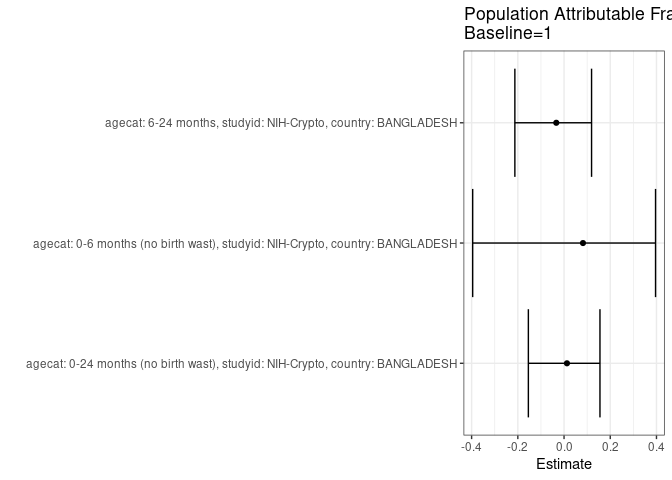 Population Attributable Fra
Baseline=1
agecat: 6-24 months, studyid: NIH-Crypto, country: BANGLADESH
agecat: 0-6 months (no birth wast), studyid: NIH-Crypto, country: BANGLADESH
agecat: 0-24 months (no birth wast), studyid: NIH-Crypto, country: BANGLADESH
-0.4 -0.2 0.0 0.2 0.4
Estimate